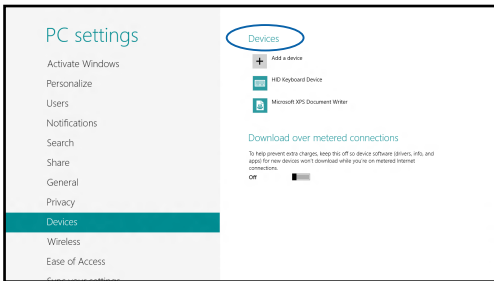 PC settings
Activate Windows
Personalize
Users
Notifications
Search
Share
General
Privacy
Devices
Wireless
Ease of Access
Sync your settings
Devices
Add a device
HID Keyboard Device
Microsoft XPS Document Writer
Download over metered connections
To help prevent extra charges, keep this off so device software (drivers, info, and
apps) for new devices won't download while you're on metered Internet
connections.
Off